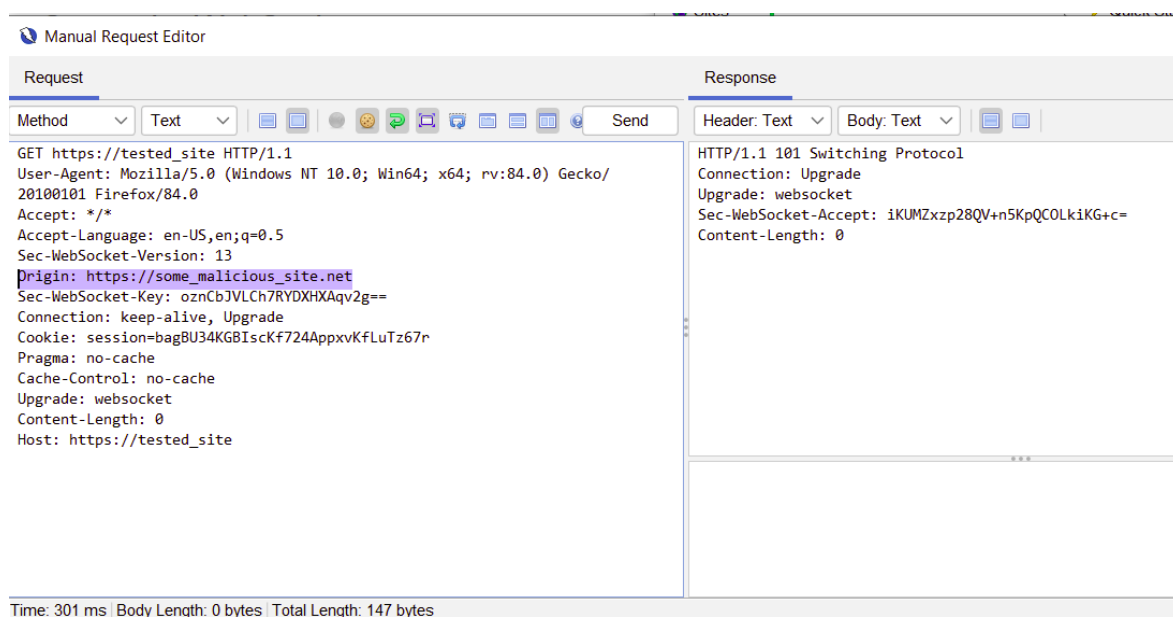 Manual Request Editor
Request
Response
Method Text Send Header: Text Body: Text
GET https://tested_site HTTP/1.1
User-Agent: Mozilla/5.0 (Windows NT 10.0; Win64; x64; rv:84.0) Gecko/
20100101 Firefox/84.0
Accept: */*
Accept-Language: en-US,en;q=0.5
Sec-WebSocket-Version: 13
Origin: https://some_malicious_site.net
Sec-WebSocket-Key: oznCbJVLCh7RYDXHXAqv2g==
Connection: keep-alive, Upgrade
Cookie: session=bagBU34KGBIscKf724AppxvKfLuTz67r
Pragma: no-cache
Cache-Control: no-cache
Upgrade: websocket
Content-Length: 0
Host: https://tested_site
HTTP/1.1 101 Switching Protocol
Connection: Upgrade
Upgrade: websocket
Sec-WebSocket-Accept: iKUMZxzp28QV+n5KpQCOLkiKG+c=
Content-Length: 0
Time: 301 ms Body Length: 0 bytes Total Length: 147 bytes